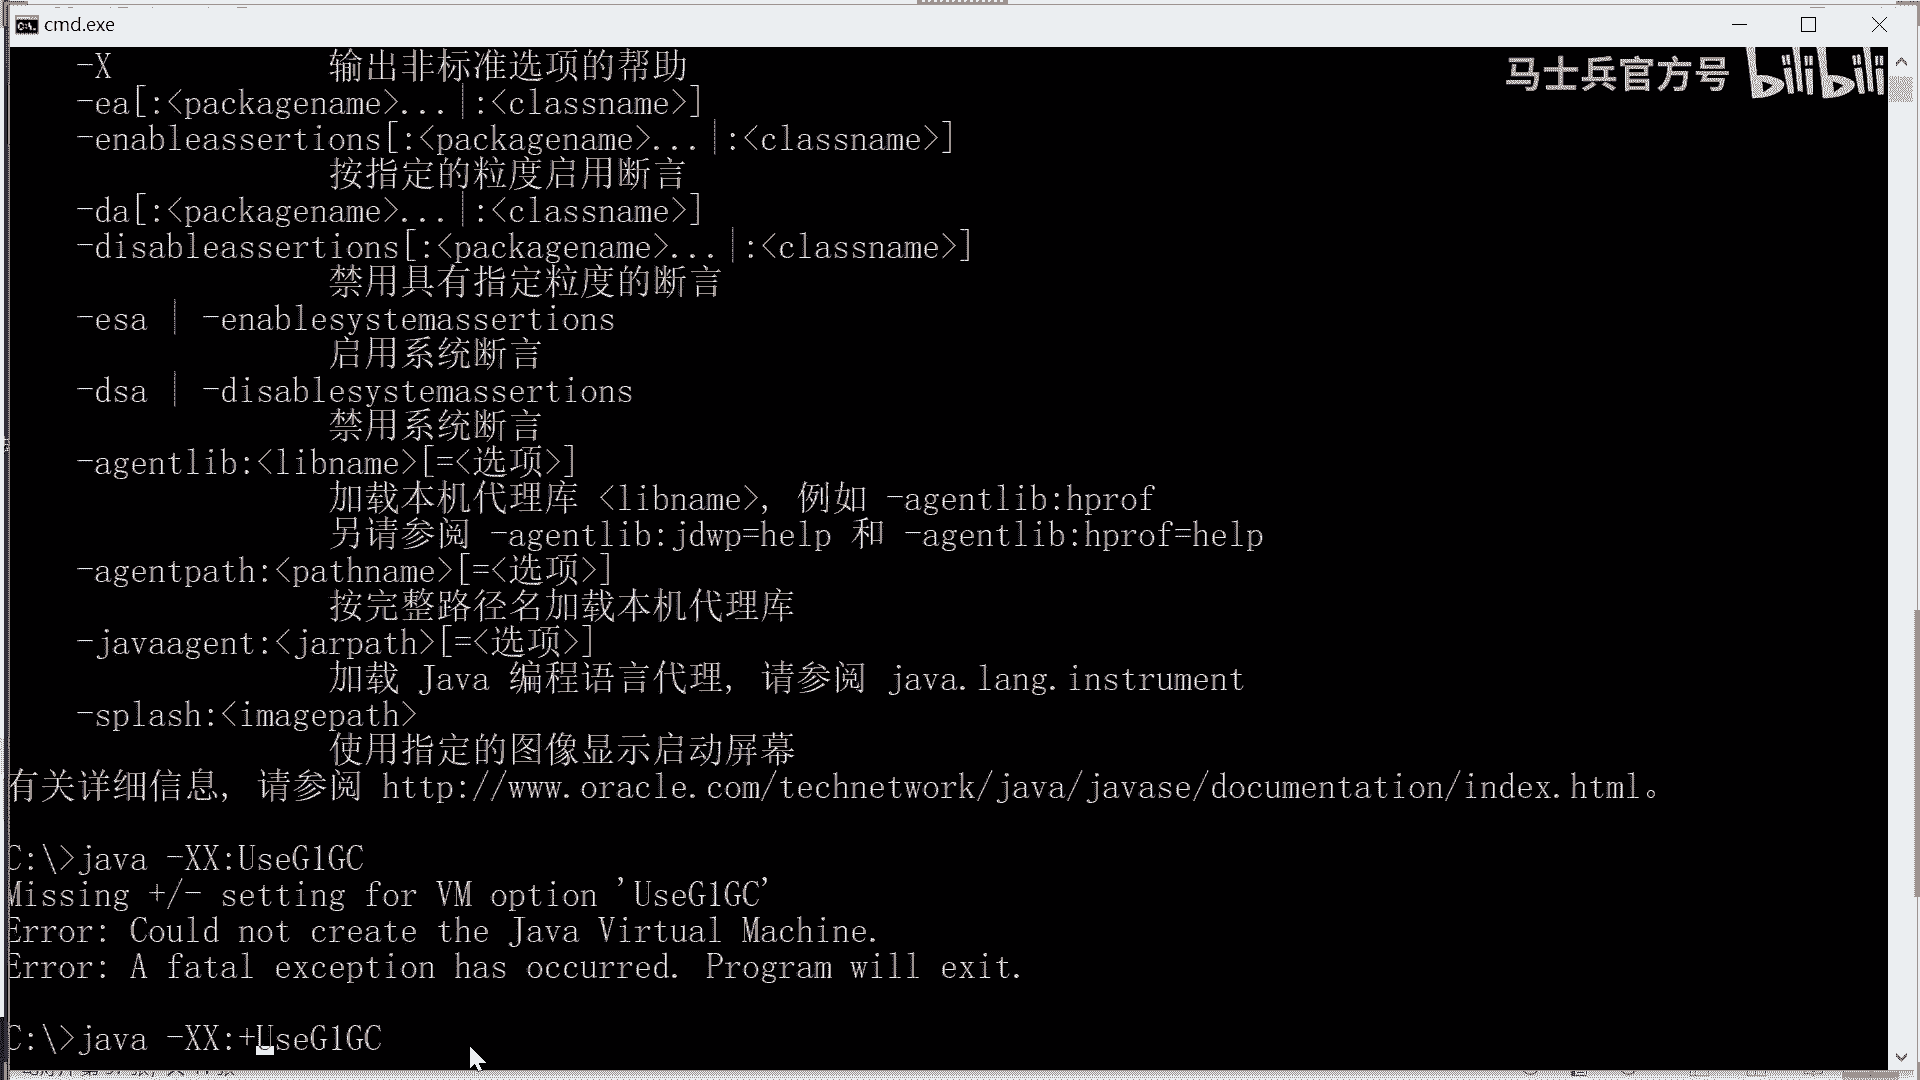 cmd.exe
马士兵官方号 bilibili
-X 输出非标准选项的帮助
-ea[:<packagename>...|:<classname>]
-enableassertions[:<packagename>...|:<classname>]
按指定的粒度启用断言
-da[:<packagename>...|:<classname>]
-disableassertions[:<packagename>...|:<classname>]
禁用具有指定粒度的断言
-esa | -enablesystemassertions
启用系统断言
-dsa | -disablesystemassertions
禁用系统断言
-agentlib:<libname>[=<选项>]
加载本机代理库 <libname>, 例如 -agentlib:hprof
另请参阅 -agentlib:jdwp=help 和 -agentlib:hprof=help
-agentpath:<pathname>[=<选项>]
按完整路径名加载本机代理库
-javaagent:<jarpath>[=<选项>]
加载 Java 编程语言代理, 请参阅 java.lang.instrument
-splash:<imagepath>
使用指定的图像显示启动屏幕
有关详细信息, 请参阅 http://www.oracle.com/technetwork/java/javase/documentation/index.html。
C:\>java -XX:UseG1GC
Missing +/- setting for VM option 'UseG1GC'
Error: Could not create the Java Virtual Machine.
Error: A fatal exception has occurred. Program will exit.
C:\>java -XX:+UseG1GC